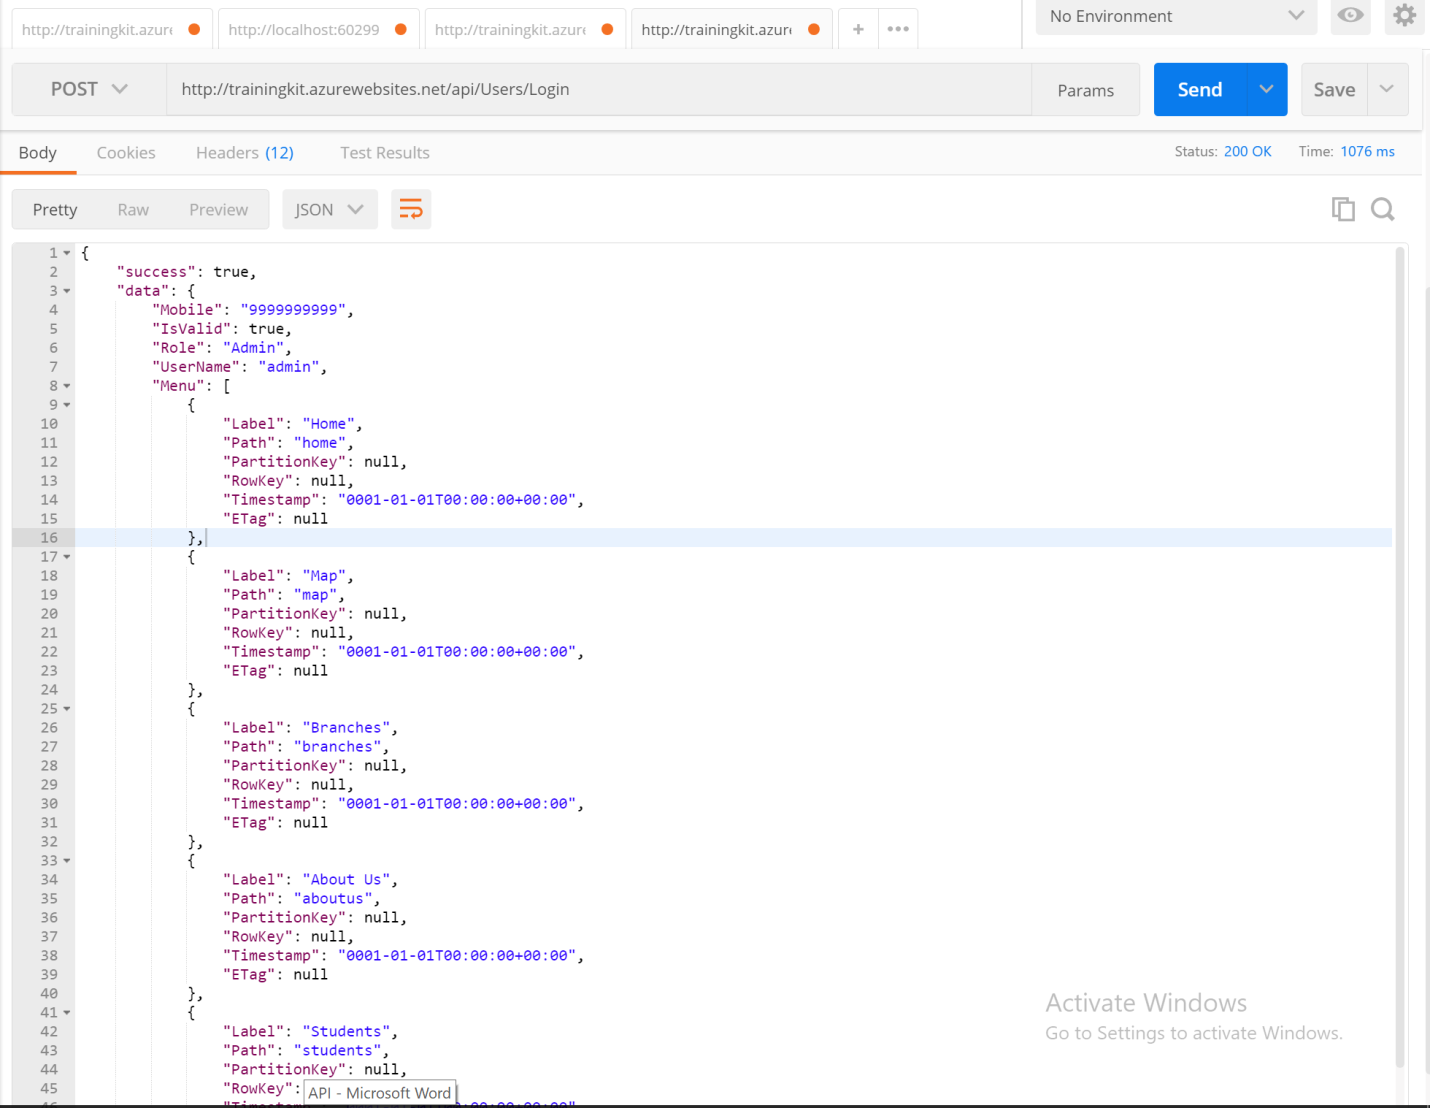 http://trainingkit.azure http://localhost:60299 http://trainingkit.azure http://trainingkit.azure + ••• No Environment
POST http://trainingkit.azurewebsites.net/api/Users/Login Params Send Save
Body Cookies Headers (12) Test Results Status: 200 OK Time: 1076 ms
Pretty Raw Preview JSON
1 {
2 "success": true,
3 "data": {
4 "Mobile": "9999999999",
5 "IsValid": true,
6 "Role": "Admin",
7 "UserName": "admin",
8 "Menu": [
9 {
10 "Label": "Home",
11 "Path": "home",
12 "PartitionKey": null,
13 "RowKey": null,
14 "Timestamp": "0001-01-01T00:00:00+00:00",
15 "ETag": null
16 },
17 {
18 "Label": "Map",
19 "Path": "map",
20 "PartitionKey": null,
21 "RowKey": null,
22 "Timestamp": "0001-01-01T00:00:00+00:00",
23 "ETag": null
24 },
25 {
26 "Label": "Branches",
27 "Path": "branches",
28 "PartitionKey": null,
29 "RowKey": null,
30 "Timestamp": "0001-01-01T00:00:00+00:00",
31 "ETag": null
32 },
33 {
34 "Label": "About Us",
35 "Path": "aboutus",
36 "PartitionKey": null,
37 "RowKey": null,
38 "Timestamp": "0001-01-01T00:00:00+00:00",
39 "ETag": null
40 },
41 {
42 "Label": "Students",
43 "Path": "students",
44 "PartitionKey": null,
45 "RowKey":
API - Microsoft Word
Activate Windows
Go to Settings to activate Windows.